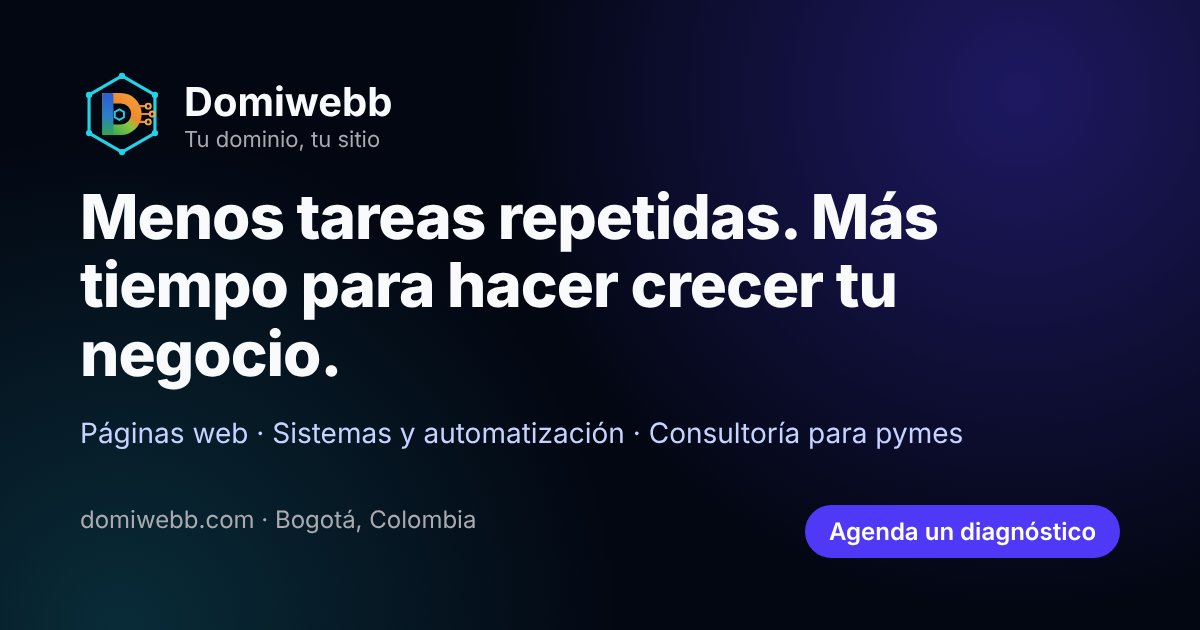 Domiwebb
Tu dominio, tu sitio
Menos tareas repetidas. Más
tiempo para hacer crecer tu
negocio.
Páginas web · Sistemas y automatización · Consultoría para pymes
domiwebb.com · Bogotá, Colombia
Agenda un diagnóstico